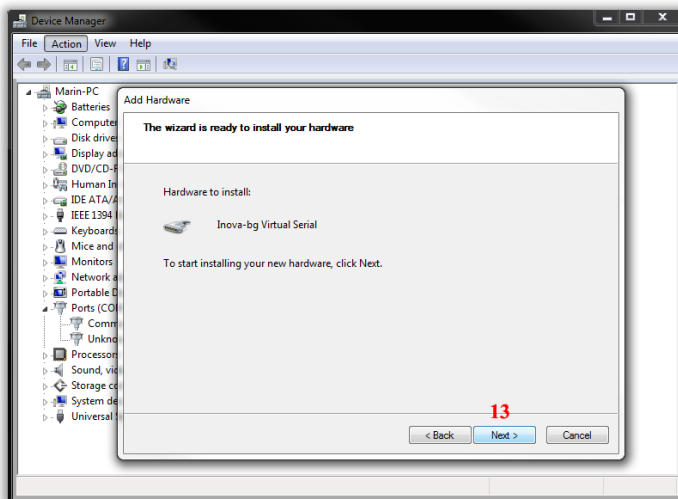 Device Manager
File Action View Help
Marin-PC
Add Hardware
Batteries
The wizard is ready to install your hardware
Computer
Disk drive
Display ad
DVD/CD-
Human In
Hardware to install:
IDE ATA/A
IEEE 1394
Inova-bg Virtual Serial
Keyboards
Mice and
Monitors
To start installing your new hardware, click Next.
Network a
Portable D
Ports (CO
Comm
Unkno
Processor
Sound, vid
Storage co
System de
13
Universal
< Back Next > Cancel